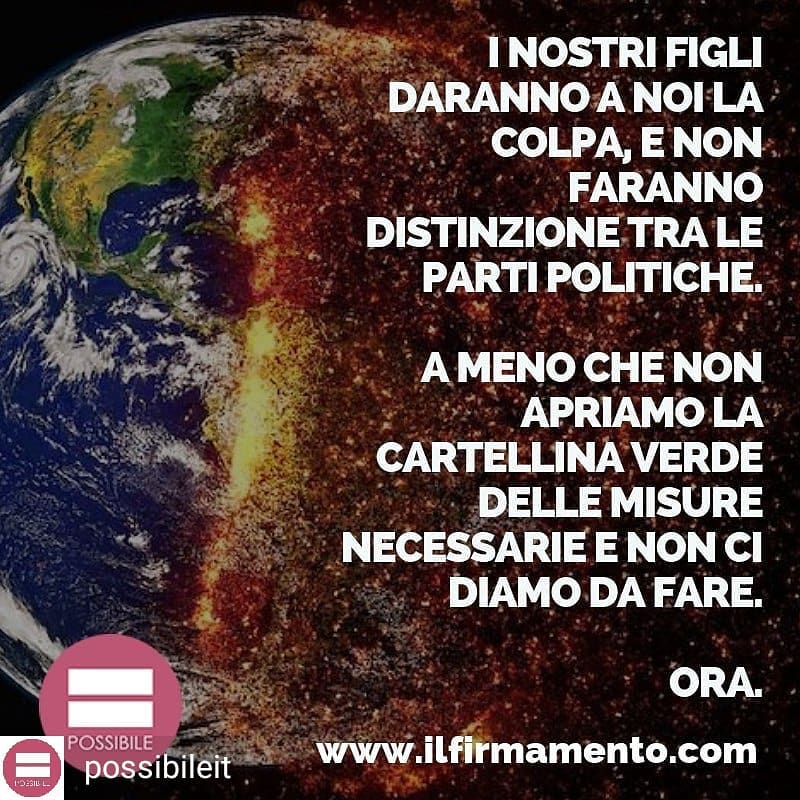 I NOSTRI FIGLI
DARANNO A NOI LA
COLPA, E NON
FARANNO
DISTINZIONE TRA LE
PARTI POLITICHE.
A MENO CHE NON
APRIAMO LA
CARTELLINA VERDE
DELLE MISURE
NECESSARIE E NON CI
DIAMO DA FARE.
ORA.
POSSIBILE
www.ilfirmamento.com
POSSIBILE
possibileit